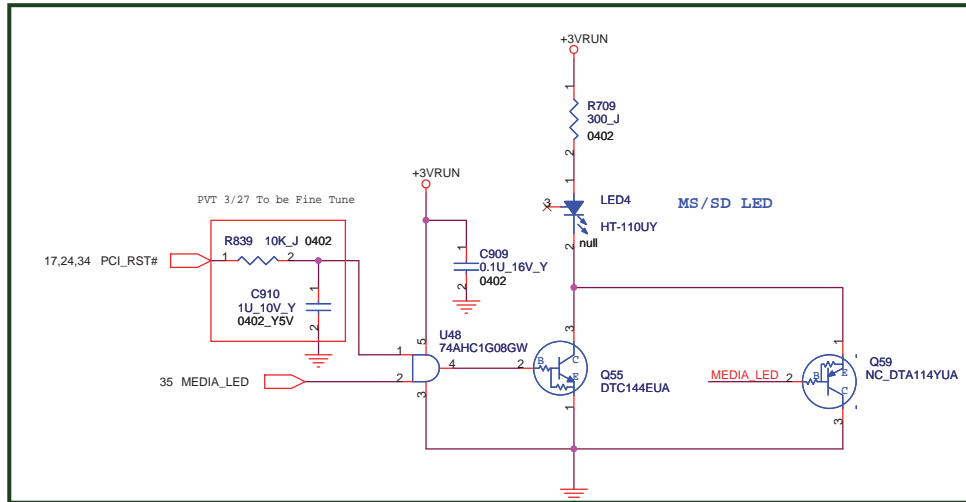 +3VRUN
1
R709
300_J
0402
2
+3VRUN
1
3
LED4
MS/SD LED
HT-110UY
null
2
PVT 3/27 To be Fine Tune
R839 10K_J 0402
17,24,34 PCI_RST#
1 2
C910
1U_10V_Y
0402_Y5V
1
2
1
C909
0.1U_16V_Y
0402
2
U48
74AHC1G08GW
5
1
4
2
3
35 MEDIA_LED
2
3
B
C
E
1
Q55
DTC144EUA
MEDIA_LED
2
1
B
E
C
3
Q59
NC_DTA114YUA